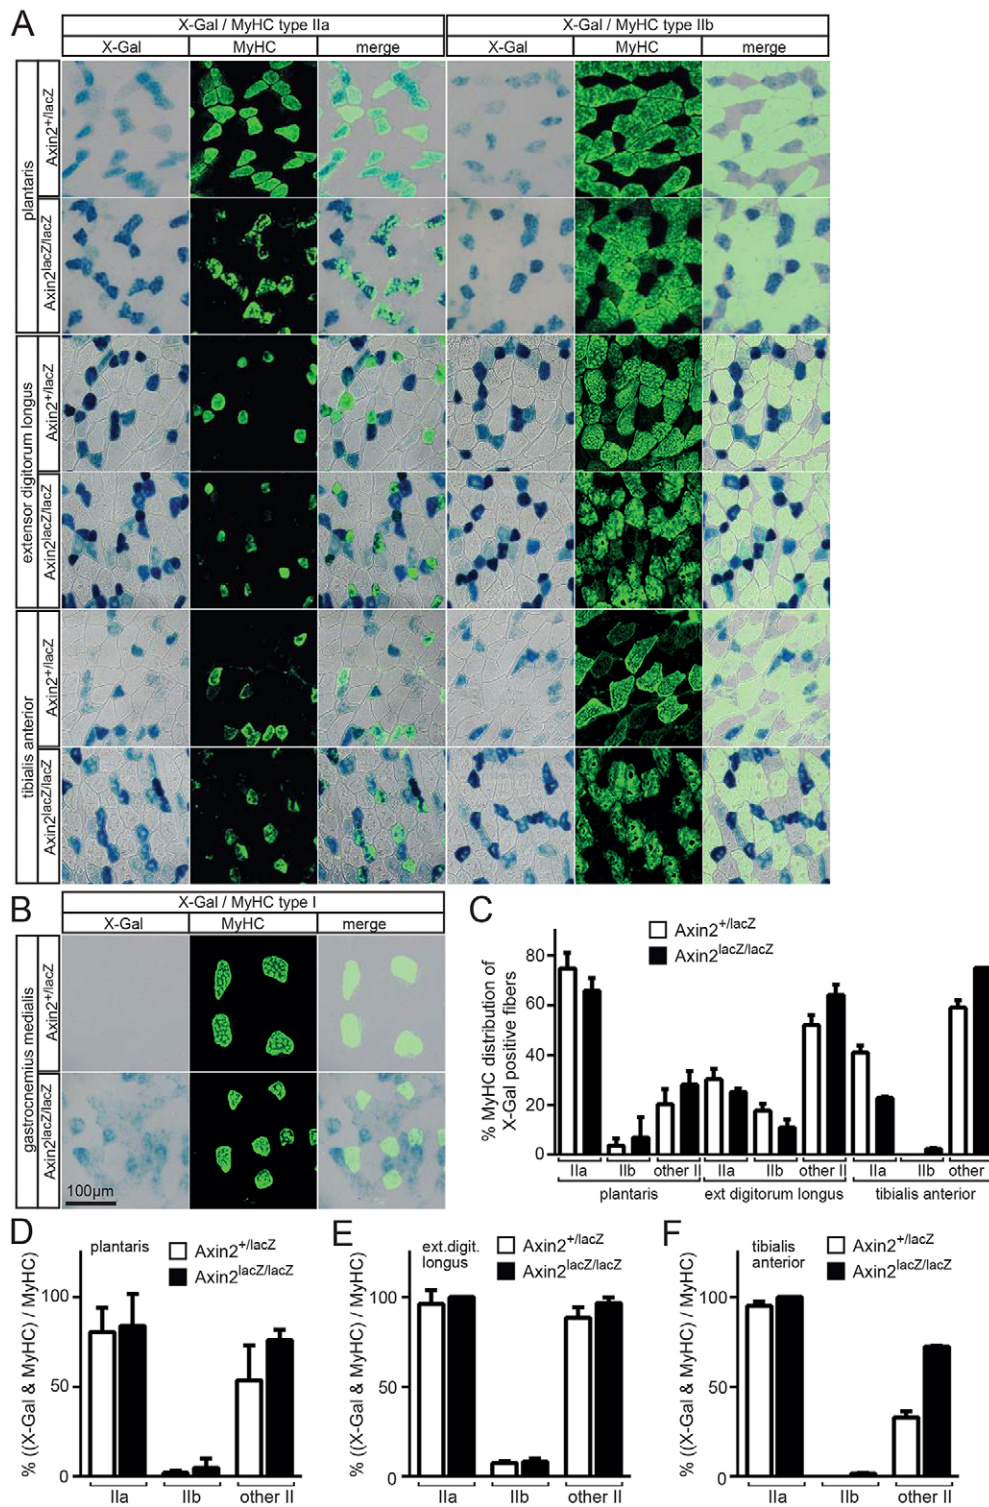 A
X-Gal / MyHC type IIa
X-Gal / MyHC type IIb
X-Gal
MyHC
merge
X-Gal
MyHC
merge
plantaris
Axin2+/lacZ
Axin2lacZ/lacZ
extensor digitorum longus
Axin2+/lacZ
Axin2lacZ/lacZ
tibialis anterior
Axin2+/lacZ
Axin2lacZ/lacZ
B
X-Gal / MyHC type I
X-Gal
MyHC
merge
gastrocnemius medialis
Axin2+/lacZ
Axin2lacZ/lacZ
100µm
C
Axin2+/lacZ
Axin2lacZ/lacZ
% MyHC distribution of
X-Gal positive fibers
80
60
40
20
0
IIa
IIb
other II
IIa
IIb
other II
IIa
IIb
other
plantaris
ext digitorum longus
tibialis anterior
D
plantaris
Axin2+/lacZ
Axin2lacZ/lacZ
% ((X-Gal & MyHC) / MyHC)
100
50
0
IIa
IIb
other II
E
ext.digit.
longus
Axin2+/lacZ
Axin2lacZ/lacZ
% ((X-Gal & MyHC) / MyHC)
100
50
0
IIa
IIb
other II
F
tibialis
anterior
Axin2+/lacZ
Axin2lacZ/lacZ
% ((X-Gal & MyHC) / MyHC)
100
50
0
IIa
IIb
other II